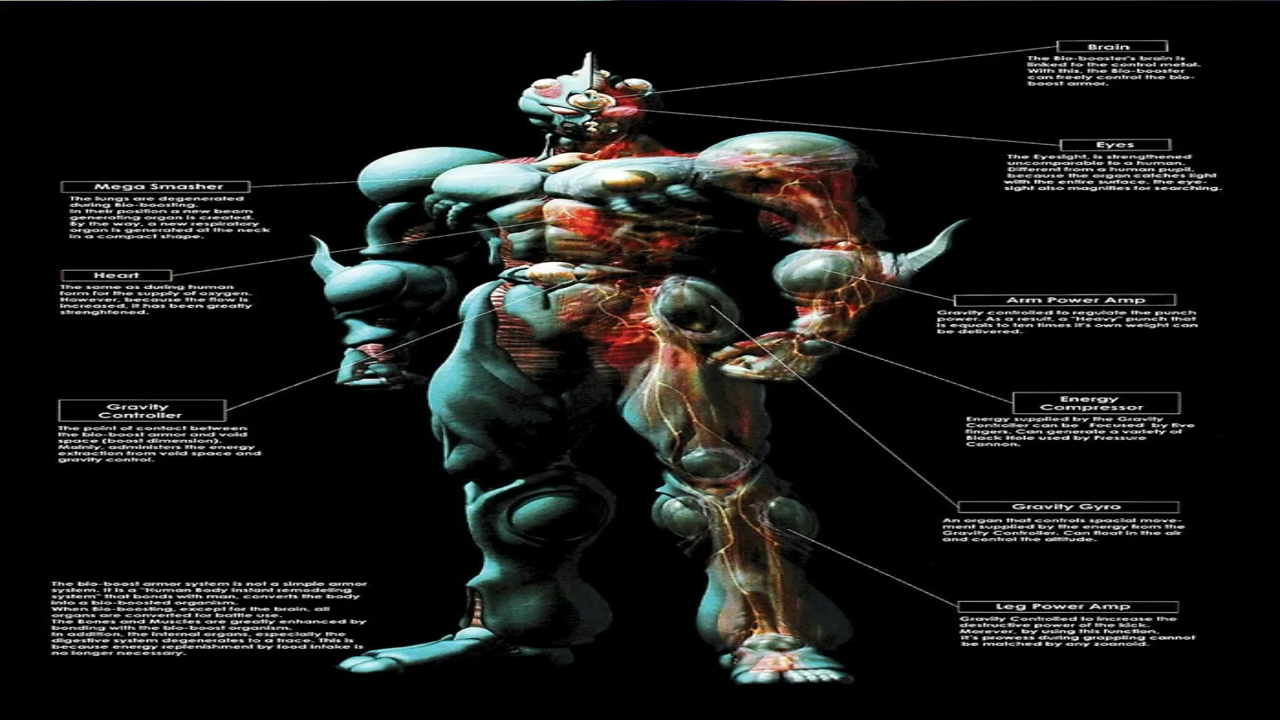 Brain
The Bio-booster's brain is
linked to the control metal.
With this, the Bio-booster
can freely control the bio-
boost armor.
Eyes
The Eyesight, is strengthened
uncomparable to a human.
Different from a human pupil,
because the organ catches light
with the entire surface, the eye-
sight also magnifies for searching.
Mega Smasher
The lungs are degenerated
during Bio-boosting.
In their position a new beam
generating organ is created.
By the way, a new respiratory
organ is generated at the neck
in a compact shape.
Heart
The same as during human
form for the supply of oxygen.
However, because the flow is
increased, it has been greatly
strenghtened.
Arm Power Amp
Gravity controlled to regulate the punch
power. As a result, a "Heavy" punch that
is equals to ten times it's own weight can
be delivered.
Gravity
Controller
The point of contact between
the bio-boost armor and void
space (boost dimension).
Mainly, administers the energy
extraction from void space and
gravity control.
Energy
Compressor
Energy supplied by the Gravity
Controller can be Focused by five
fingers. Can generate a variety of
Black Hole used by Pressure
Cannon.
Gravity Gyro
An organ that controls spacial move-
ment supplied by the energy from the
Gravity Controller. Can float in the air
and control the altitude.
Leg Power Amp
Gravity Controlled to increase the
destructive power of the kick.
Morever, by using this function,
it's prowess during grappling cannot
be matched by any zoanoid.
The bio-boost armor system is not a simple armor
system. It is a "Human Body instant remodeling
system" that bonds with man, converts the body
into a bio-boosted organism.
When Bio-boosting, except for the brain, all
organs are converted for battle use.
The Bones and Muscles are greatly enhanced by
bonding with the bio-boost organism.
In addition, the internal organs, especially the
digestive system degenerates to a trace. This is
because energy replenishment by food intake is
no longer necessary.